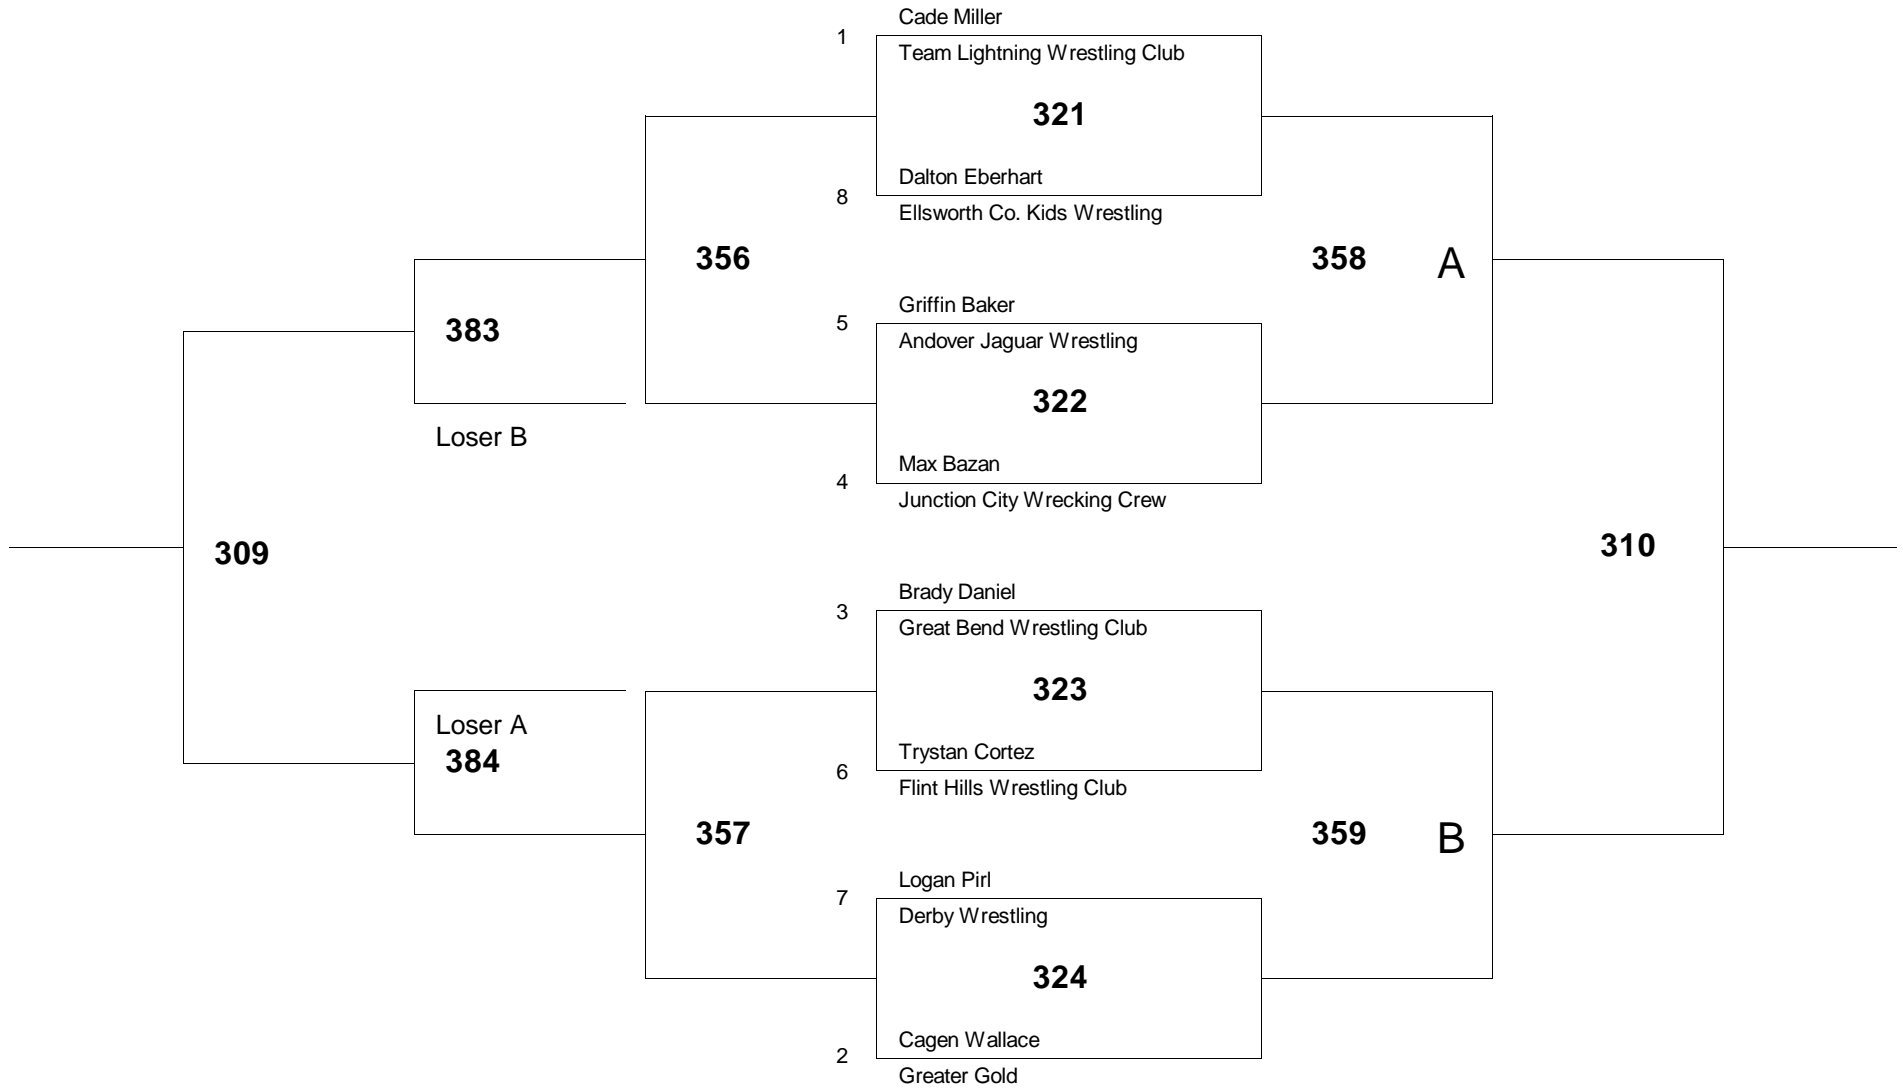 Cade Miller
1
Team Lightning Wrestling Club
321
Dalton Eberhart
8
Ellsworth Co. Kids Wrestling
356
358
A
Griffin Baker
5
Andover Jaguar Wrestling
383
322
Loser B
Max Bazan
4
Junction City Wrecking Crew
309
310
Brady Daniel
3
Great Bend Wrestling Club
323
Loser A
384
Trystan Cortez
6
Flint Hills Wrestling Club
357
359
B
Logan Pirl
7
Derby Wrestling
324
Cagen Wallace
2
Greater Gold